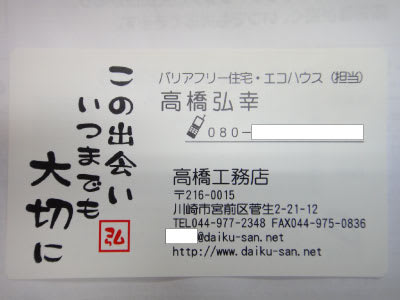 この出会い
いつまでも
大切に
弘
バリアフリー住宅・エコハウス（担当）
高橋弘幸
080-
高橋工務店
〒216-0015
川崎市宮前区菅生2-21-12
TEL044-977-2348 FAX044-975-0836
@daiku-san.net
http://www.daiku-san.net